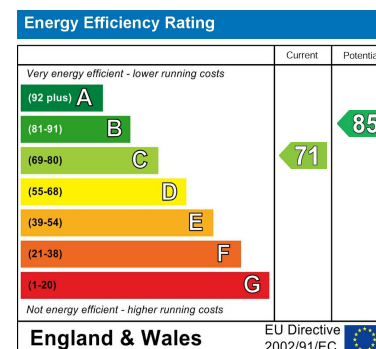 Energy Efficiency Rating
Current
Very energy efficient - lower running costs
(92 plus) A
(81-91) B
85
(69-80) C
71
(55-68) D
(39-54) E
(21-38) F
(1-20) G
Not energy efficient - higher running costs
England & Wales
EU Directive
2002/91/EC